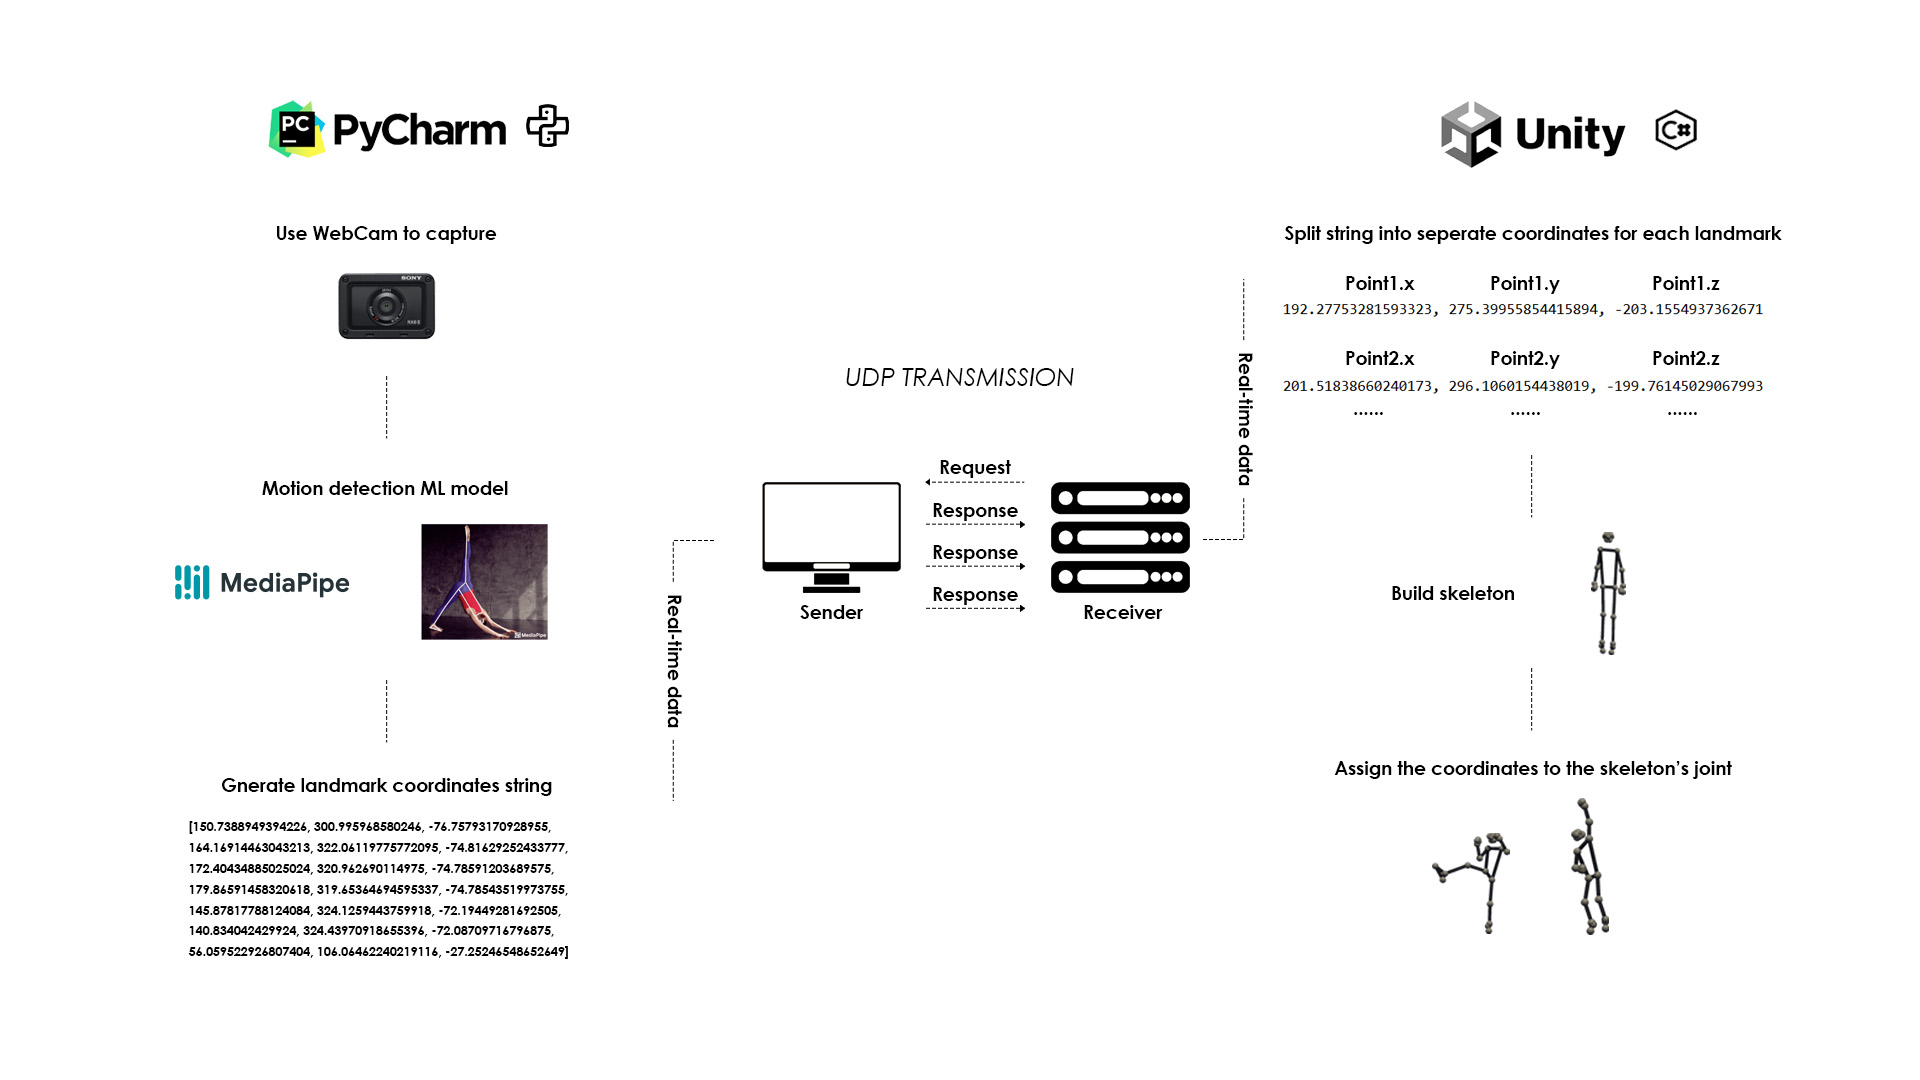 PC PyCharm
Use WebCam to capture
SONY
Motion detection ML model
MediaPipe
MediaPipe
Gnerate landmark coordinates string
[150.7388949394226, 300.995968580246, -76.75793170928955,
164.16914463043213, 322.06119775772095, -74.81629252433777,
172.40434885025024, 320.962690114975, -74.78591203689575,
179.86591458320618, 319.65364694595337, -74.78543519973755,
145.87817788124084, 324.1259443759918, -72.19449281692505,
140.834042429924, 324.43970918655396, -72.08709716796875,
56.059522926807404, 106.06462240219116, -27.25246548652649]
Real-time data
UDP TRANSMISSION
Request
Response
Response
Response
Sender
Receiver
Real-time data
Unity C#
Split string into seperate coordinates for each landmark
Point1.x Point1.y Point1.z
192.27753281593323, 275.39955854415894, -203.1554937362671
Point2.x Point2.y Point2.z
201.51838660240173, 296.1060154438019, -199.76145029067993
...... ...... ......
Build skeleton
Assign the coordinates to the skeleton’s joint